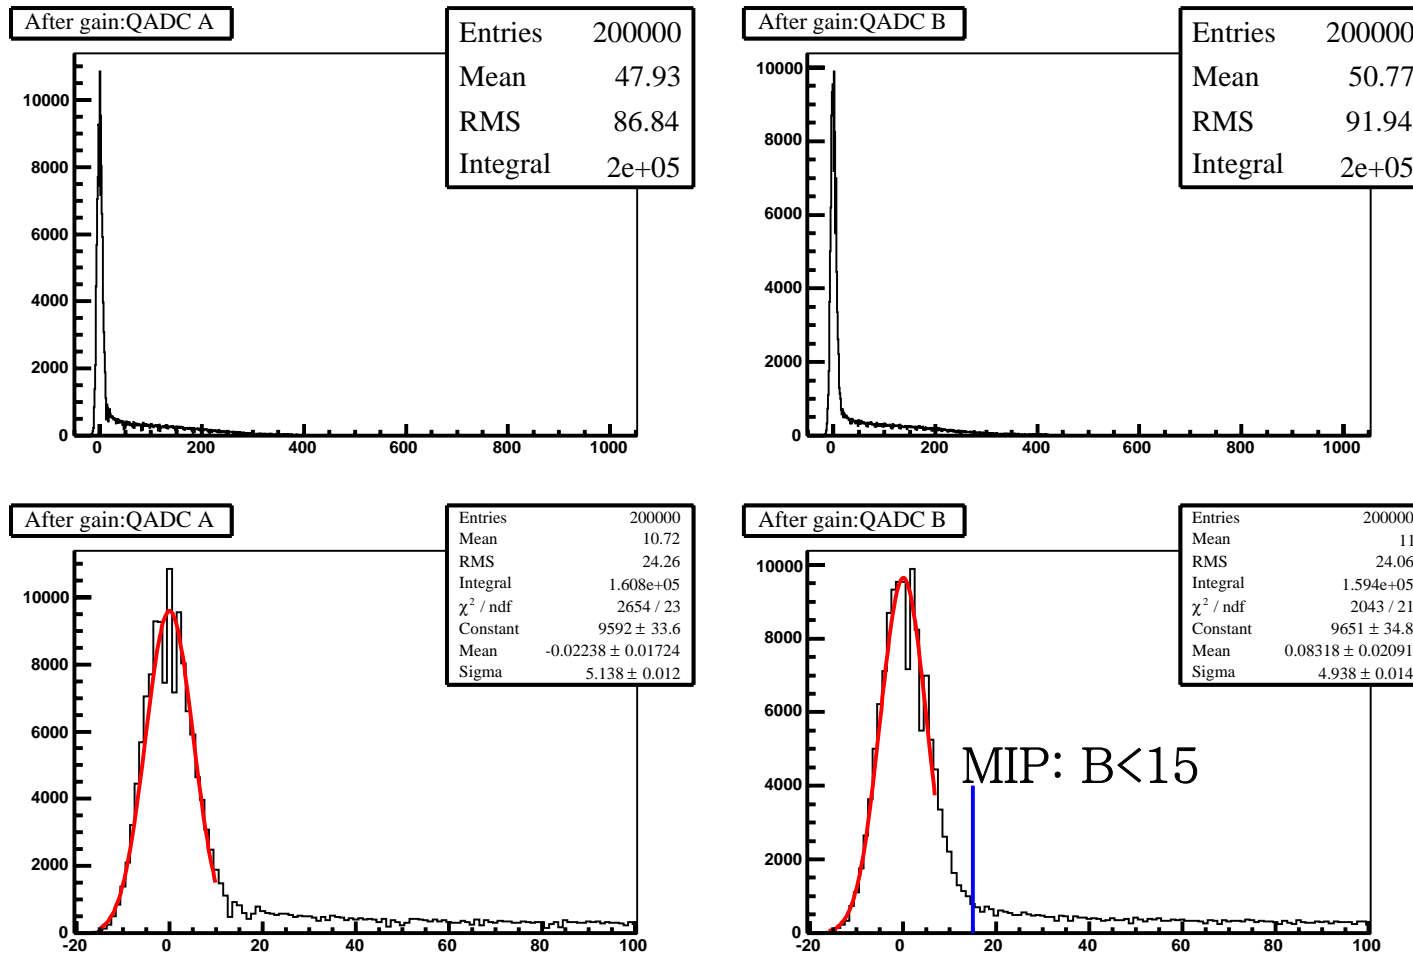 After gain:QADC A
Entries 200000
Mean 47.93
RMS 86.84
Integral 2e+05
10000
8000
6000
4000
2000
0
0 200 400 600 800 1000
After gain:QADC B
Entries 200000
Mean 50.77
RMS 91.94
Integral 2e+05
10000
8000
6000
4000
2000
0
0 200 400 600 800 1000
After gain:QADC A
Entries 200000
Mean 10.72
RMS 24.26
Integral 1.608e+05
χ² / ndf 2654 / 23
Constant 9592 ± 33.6
Mean -0.02238 ± 0.01724
Sigma 5.138 ± 0.012
10000
8000
6000
4000
2000
0
-20 0 20 40 60 80 100
After gain:QADC B
Entries 200000
Mean 11
RMS 24.06
Integral 1.594e+05
χ² / ndf 2043 / 21
Constant 9651 ± 34.8
Mean 0.08318 ± 0.02091
Sigma 4.938 ± 0.014
MIP: B<15
10000
8000
6000
4000
2000
0
-20 0 20 40 60 80 100